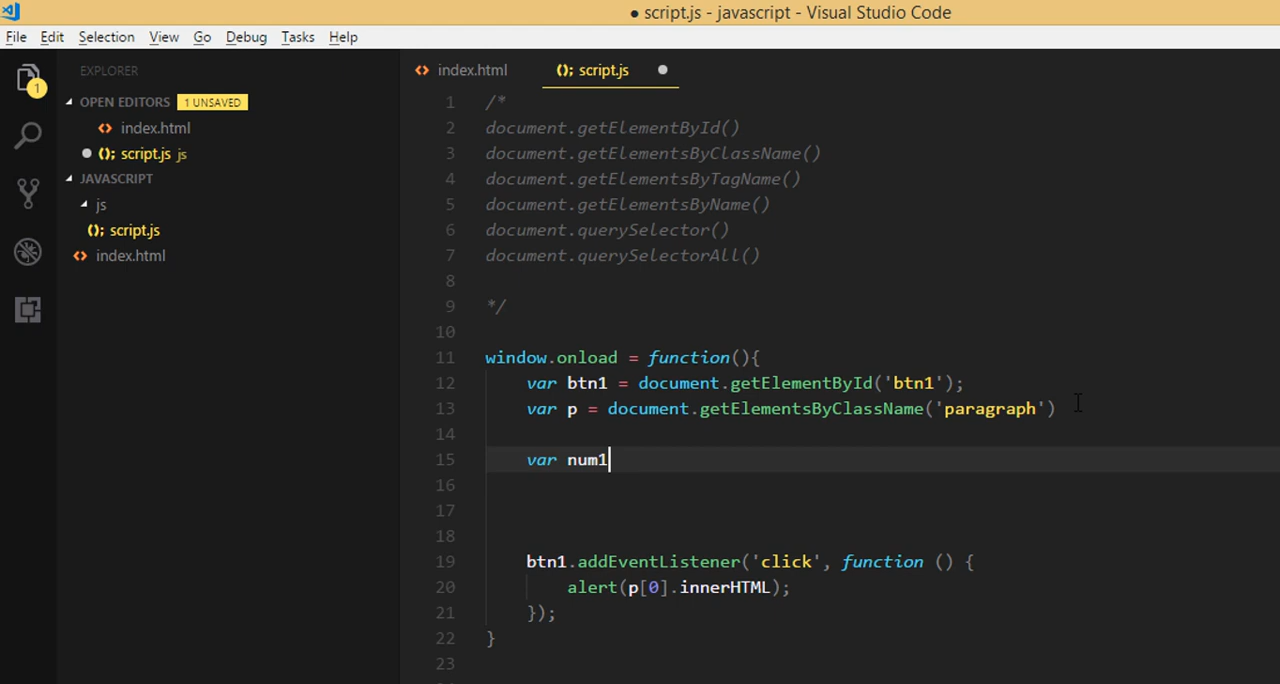 ● script.js - javascript - Visual Studio Code
File Edit Selection View Go Debug Tasks Help
1
EXPLORER
OPEN EDITORS 1 UNSAVED
<> index.html
● (); script.js js
JAVASCRIPT
js
(); script.js
<> index.html
<> index.html (); script.js ●
1 /*
2 document.getElementById()
3 document.getElementsByClassName()
4 document.getElementsByTagName()
5 document.getElementsByName()
6 document.querySelector()
7 document.querySelectorAll()
8
9 */
10
11 window.onload = function(){
12 var btn1 = document.getElementById('btn1');
13 var p = document.getElementsByClassName('paragraph')
14
15 var num1
16
17
18
19 btn1.addEventListener('click', function () {
20 alert(p[0].innerHTML);
21 });
22 }
23